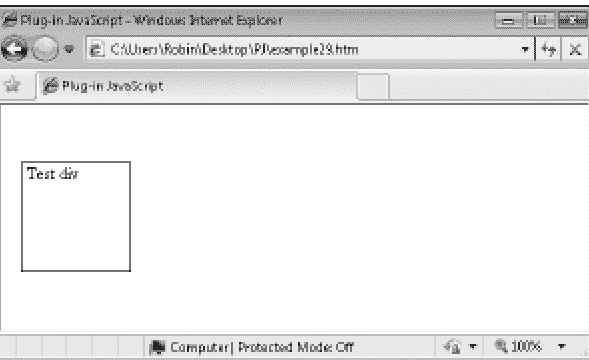 Plug-in JavaScript - Windows Internet Explorer
C:\Users\Robin\Desktop\PJ\example29.htm
Plug-in JavaScript
Test div
Computer | Protected Mode: Off
100%